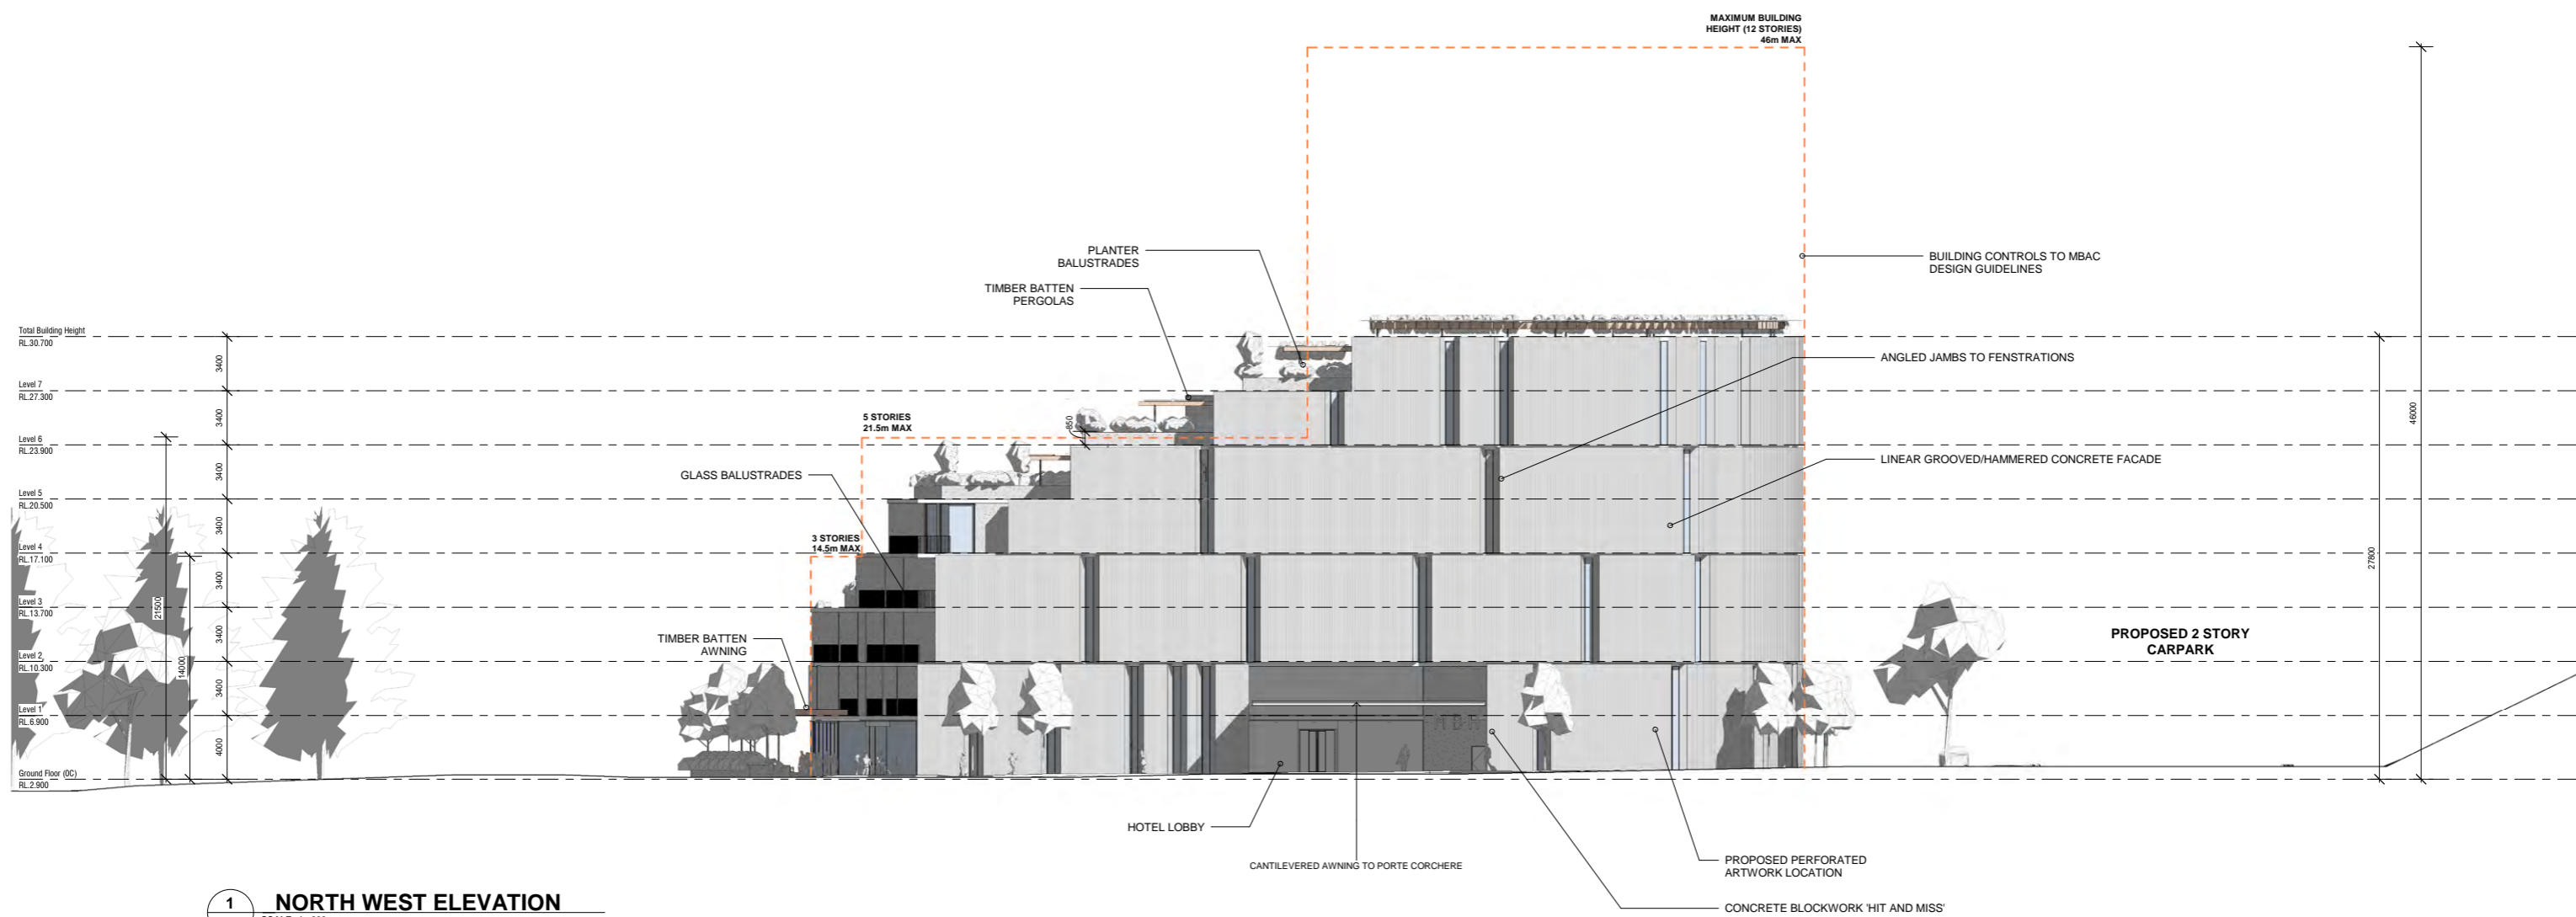 MAXIMUM BUILDING
HEIGHT (12 STORIES)
46m MAX
PLANTER
BALUSTRADES
BUILDING CONTROLS TO MBAC
DESIGN GUIDELINES
TIMBER BATTEN
PERGOLAS
Total Building Height
RL.30.700
3400
ANGLED JAMBS TO FENSTRATIONS
Level 7
RL.27.300
3400
5 STORIES
21.5m MAX
850
46000
Level 6
RL.23.900
3400
GLASS BALUSTRADES
LINEAR GROOVED/HAMMERED CONCRETE FACADE
Level 5
RL.20.500
3400
3 STORIES
14.5m MAX
Level 4
RL.17.100
3400
27800
21500
Level 3
RL.13.700
3400
TIMBER BATTEN
AWNING
PROPOSED 2 STORY
CARPARK
Level 2
RL.10.300
14000
3400
Level 1
RL.6.900
4000
M B H
Ground Floor (OC)
RL.2.900
HOTEL LOBBY
CANTILEVERED AWNING TO PORTE CORCHERE
PROPOSED PERFORATED
ARTWORK LOCATION
CONCRETE BLOCKWORK 'HIT AND MISS'
1
NORTH WEST ELEVATION